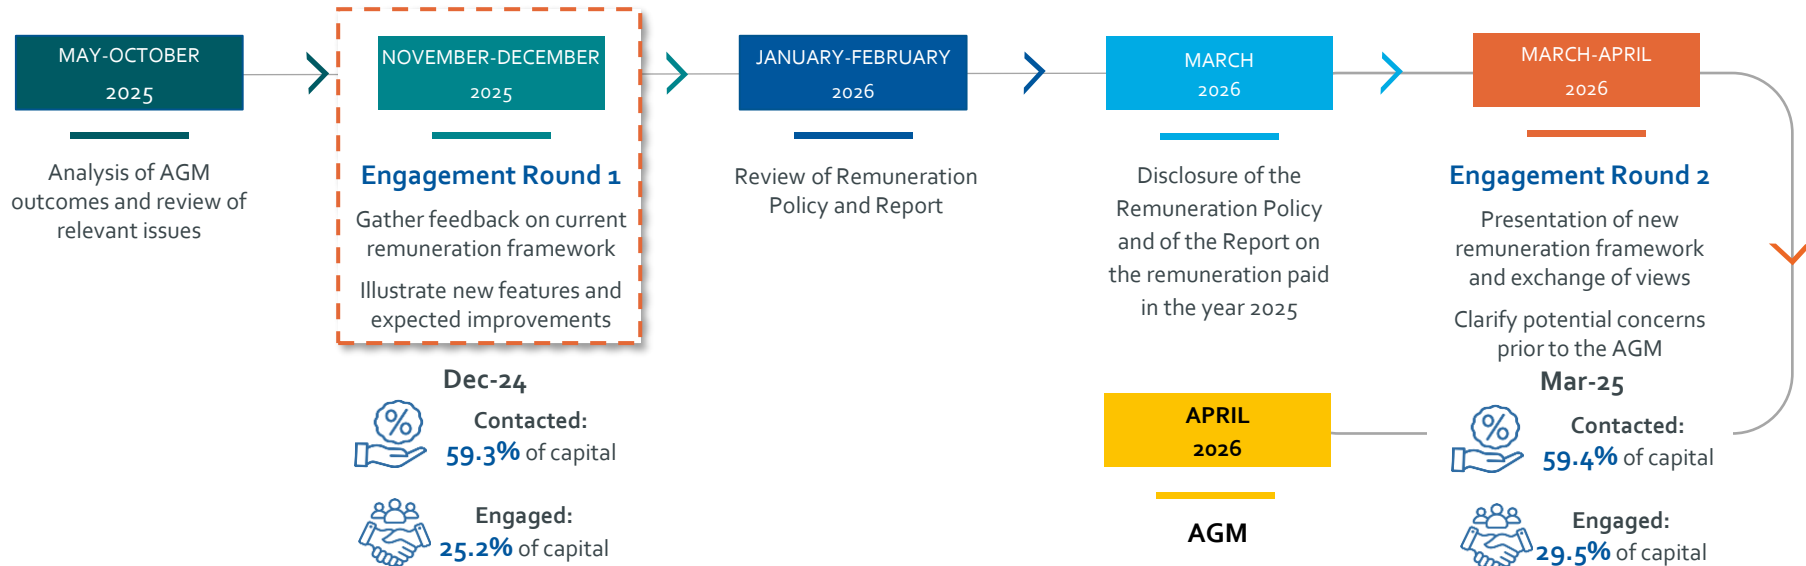 MAY-OCTOBER
2025
Analysis of AGM
outcomes and review of
relevant issues
NOVEMBER-DECEMBER
2025
Engagement Round 1
Gather feedback on current
remuneration framework
Illustrate new features and
expected improvements
Dec-24
%
Contacted:
59.3% of capital
Engaged:
25.2% of capital
JANUARY-FEBRUARY
2026
Review of Remuneration
Policy and Report
MARCH
2026
Disclosure of the
Remuneration Policy
and of the Report on
the remuneration paid
in the year 2025
MARCH-APRIL
2026
Engagement Round 2
Presentation of new
remuneration framework
and exchange of views
Clarify potential concerns
prior to the AGM
Mar-25
%
Contacted:
59.4% of capital
Engaged:
29.5% of capital
APRIL
2026
AGM